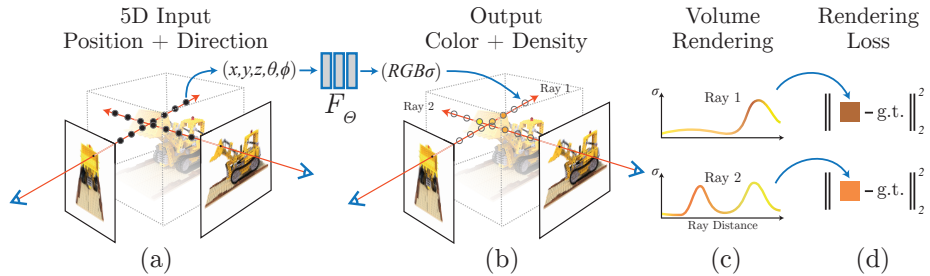 5D Input
Position + Direction
Output
Color + Density
Volume
Rendering
Rendering
Loss
(x,y,z,θ,ϕ)
(RGBσ)
F_Θ
Ray 1
Ray 2
σ
Ray 1
‖ - g.t. ‖₂²
σ
Ray 2
‖ - g.t. ‖₂²
Ray Distance
(a)
(b)
(c)
(d)